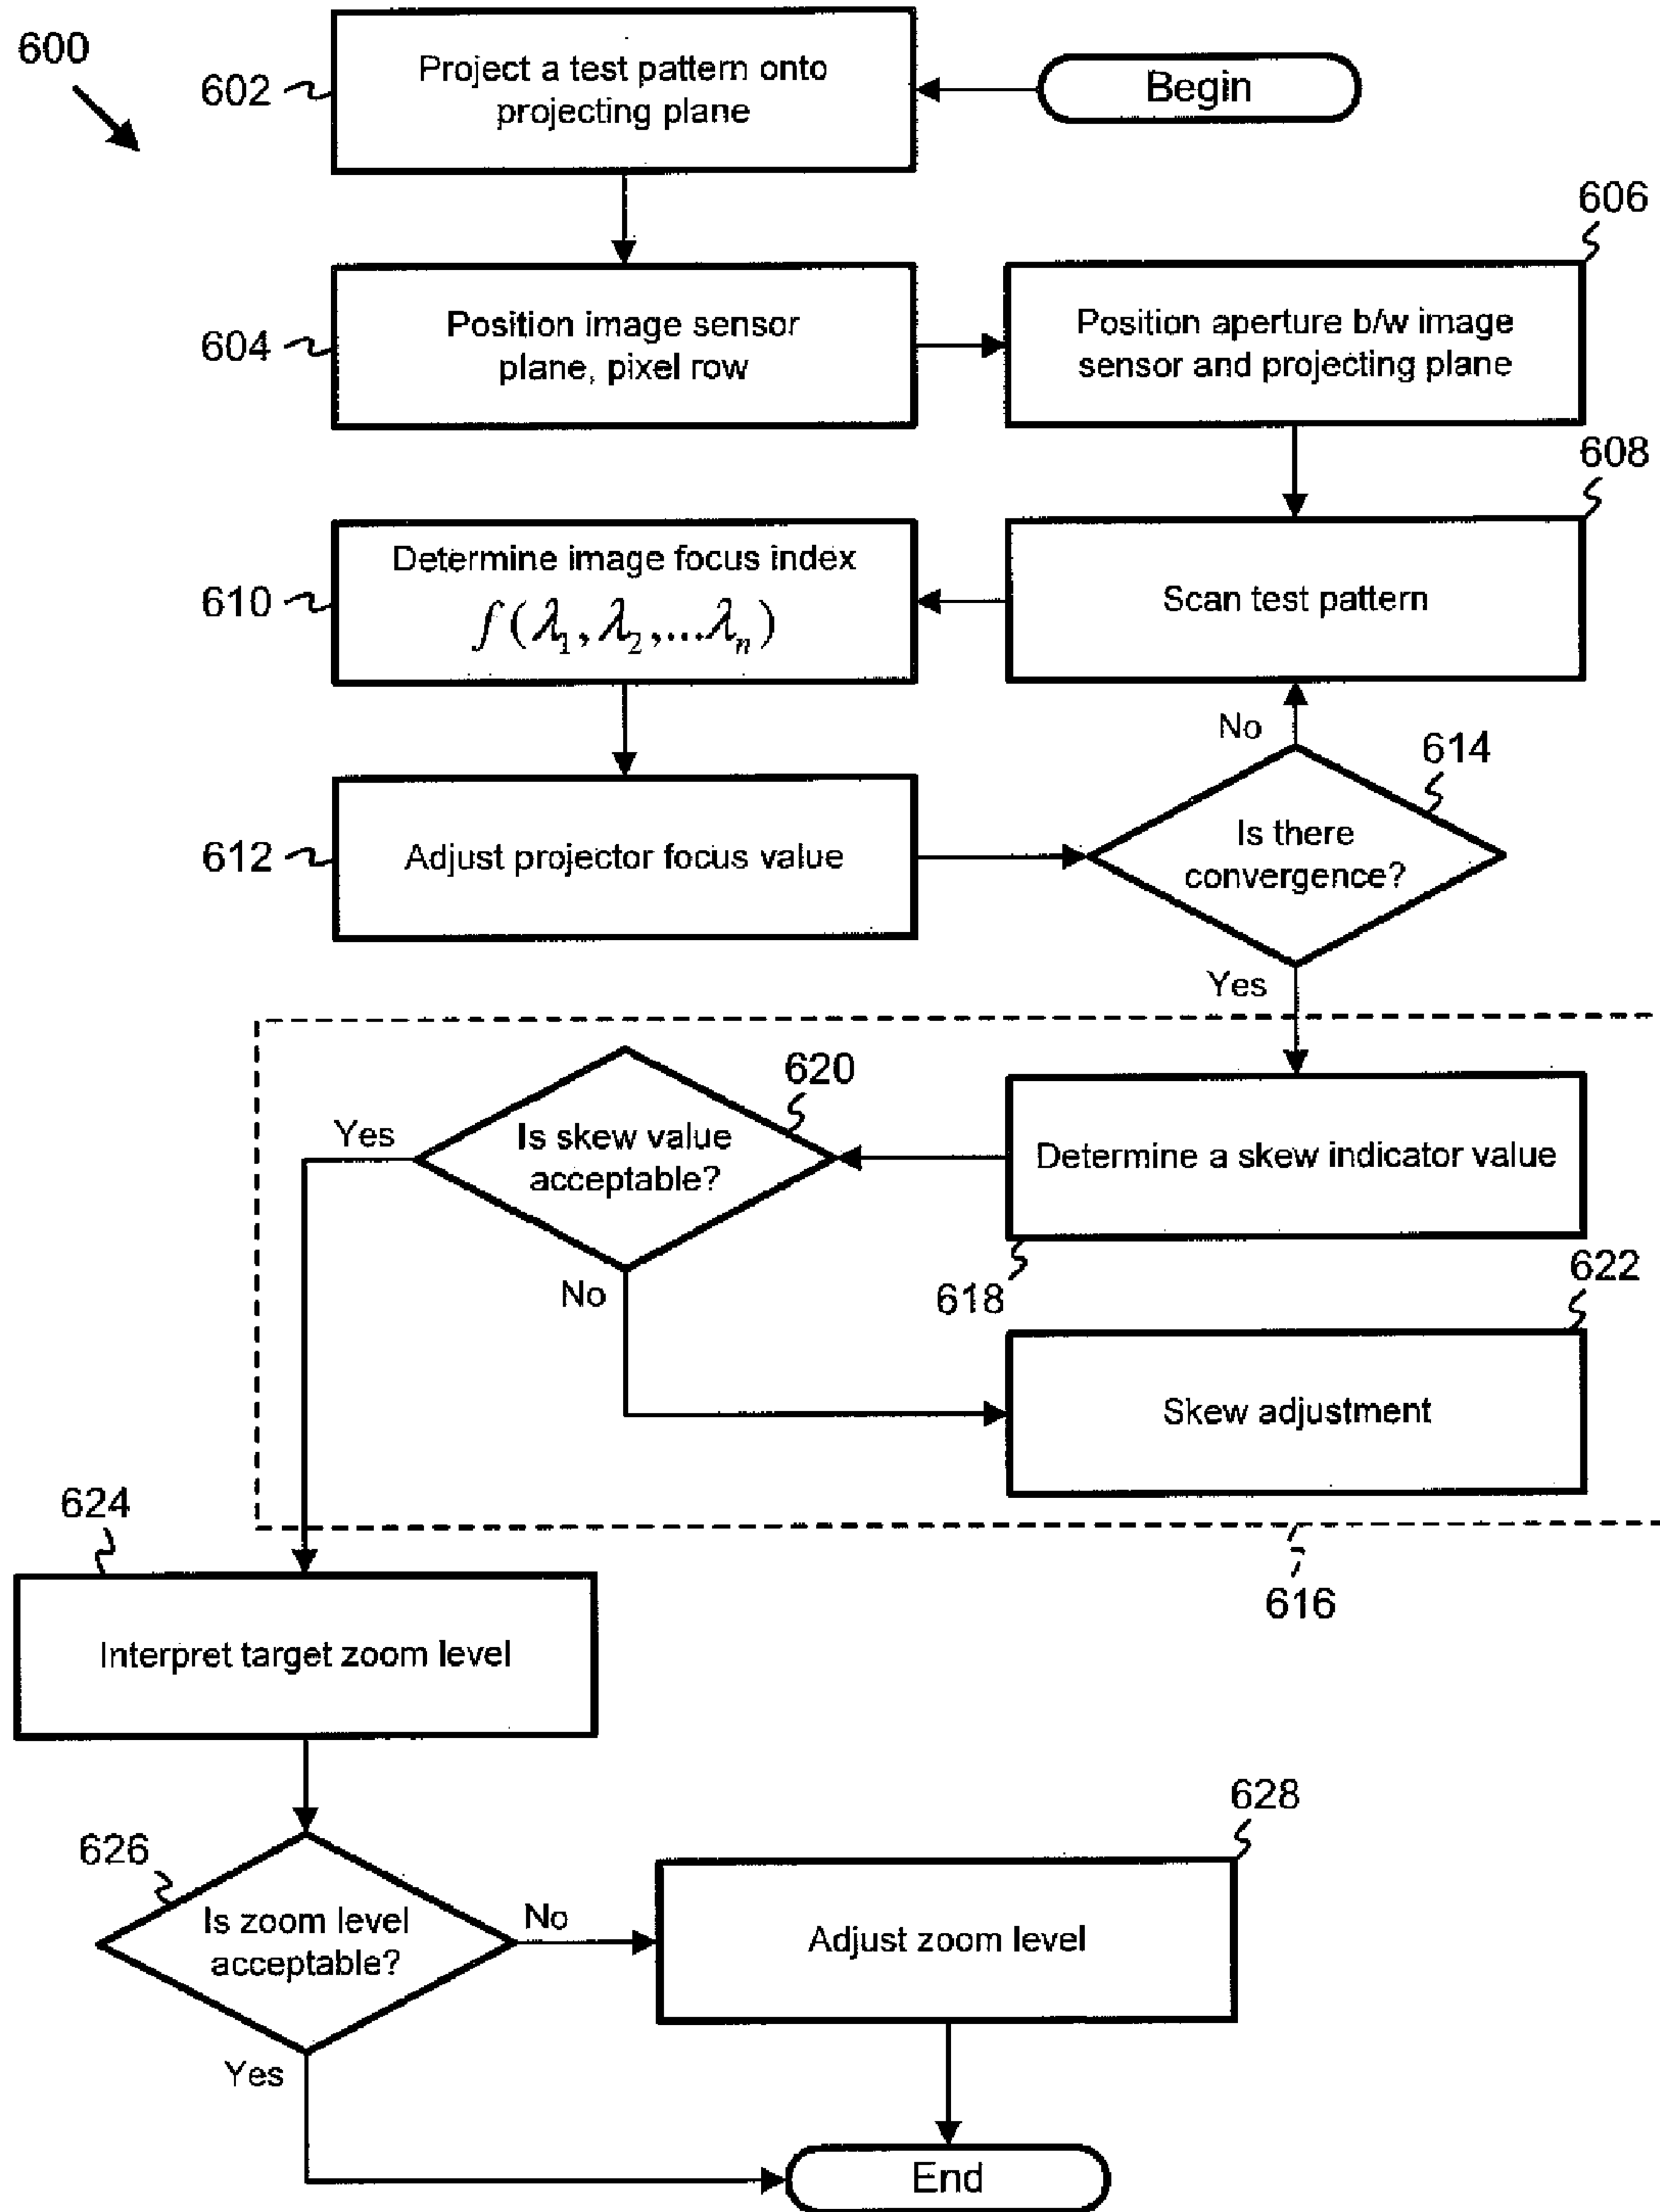 600
602
Project a test pattern onto
projecting plane
Begin
604
Position image sensor
plane, pixel row
606
Position aperture b/w image
sensor and projecting plane
608
Scan test pattern
610
Determine image focus index
f(λ₁, λ₂,...λₙ)
612
Adjust projector focus value
614
Is there
convergence?
No
Yes
618
Determine a skew indicator value
620
Is skew value
acceptable?
Yes
No
622
Skew adjustment
616
624
Interpret target zoom level
626
Is zoom level
acceptable?
No
Yes
628
Adjust zoom level
End